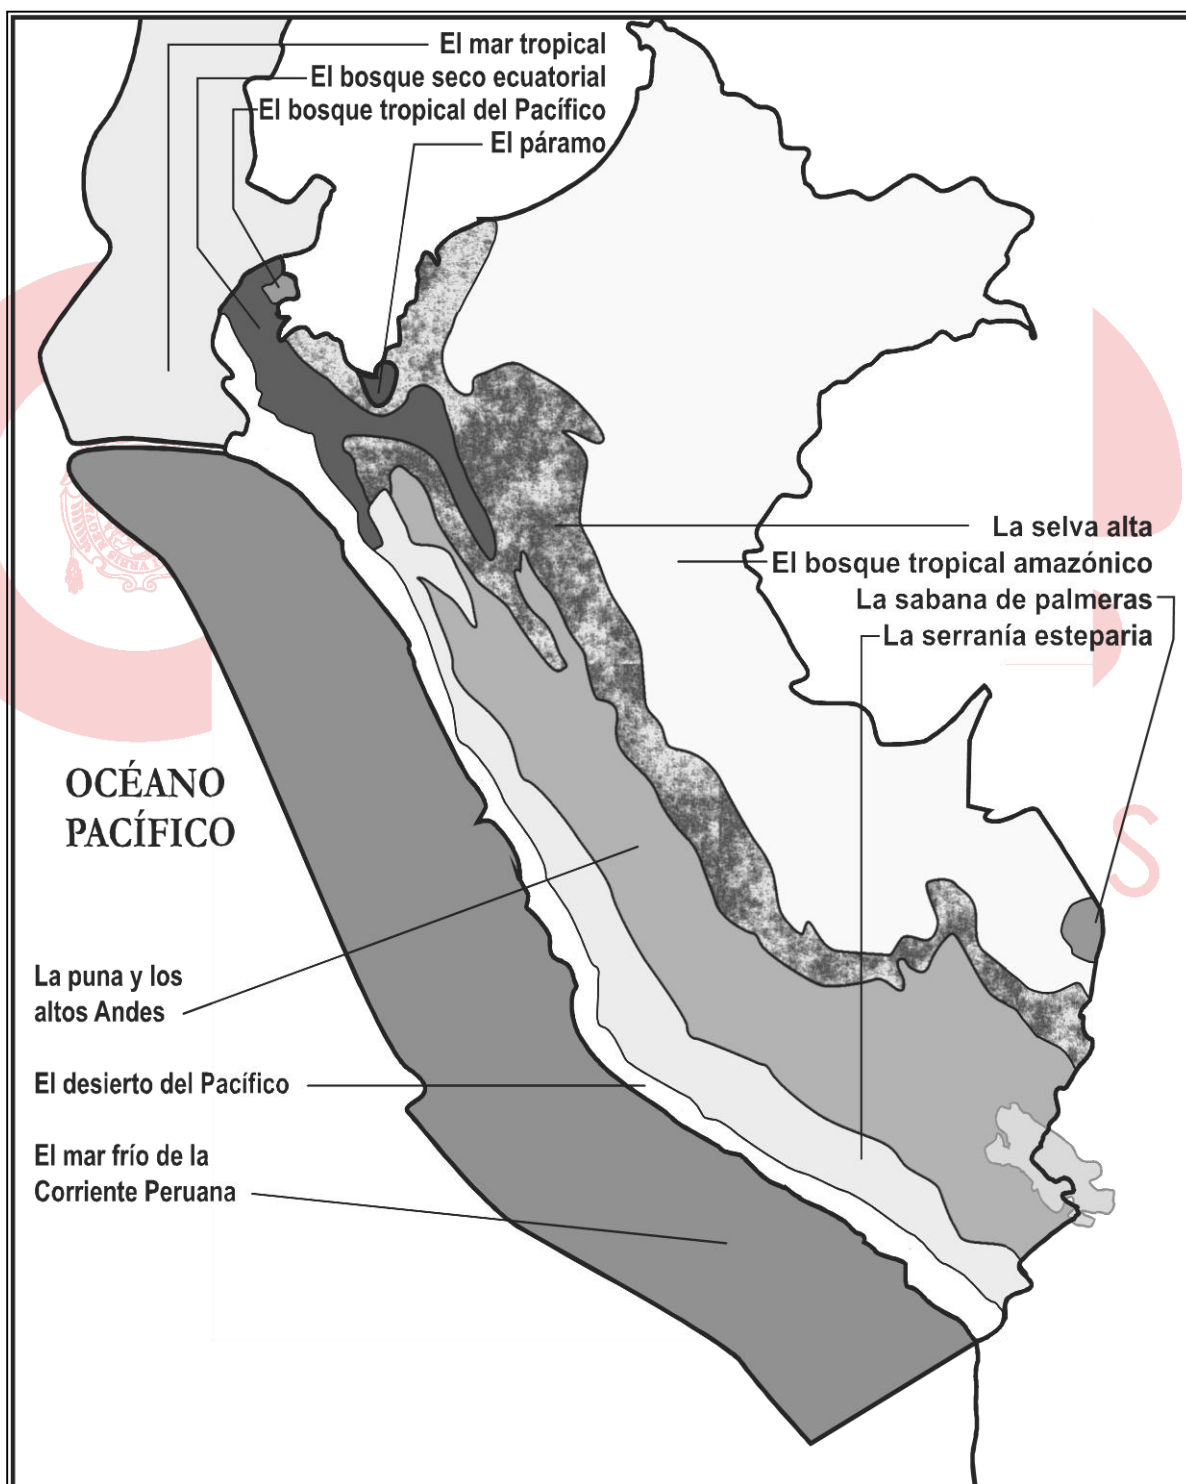 El mar tropical
El bosque seco ecuatorial
El bosque tropical del Pacífico
El páramo
La selva alta
El bosque tropical amazónico
La sabana de palmeras
La serranía esteparia
OCÉANO
PACÍFICO
S
La puna y los
altos Andes
El desierto del Pacífico
El mar frío de la
Corriente Peruana